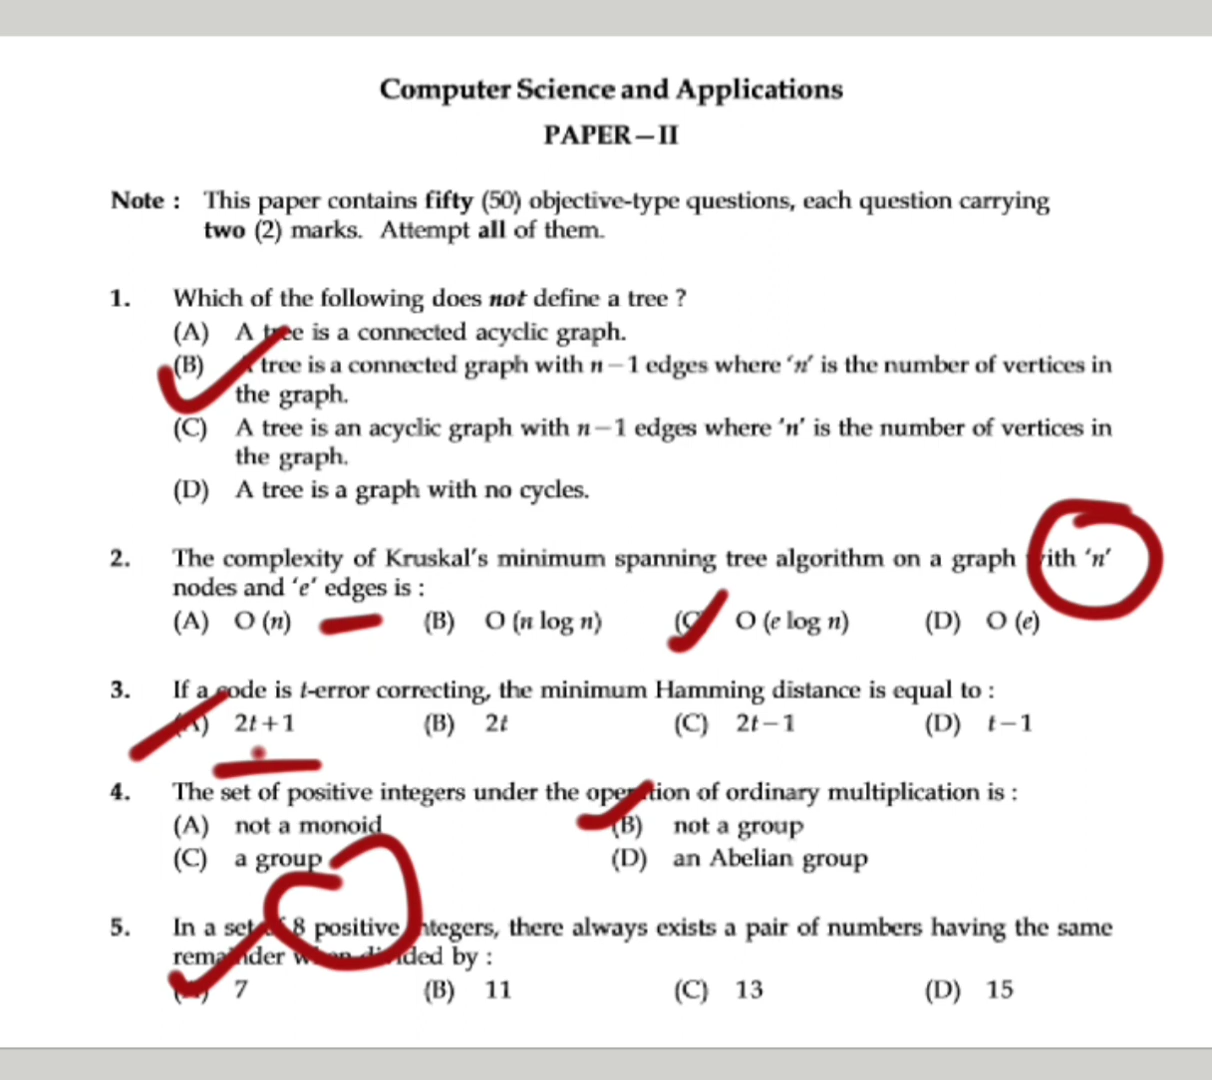 Computer Science and Applications
PAPER – II
Note : This paper contains fifty (50) objective-type questions, each question carrying
two (2) marks. Attempt all of them.
1. Which of the following does not define a tree ?
(A) A tree is a connected acyclic graph.
(B) tree is a connected graph with n – 1 edges where ‘n’ is the number of vertices in
the graph.
(C) A tree is an acyclic graph with n – 1 edges where ‘n’ is the number of vertices in
the graph.
(D) A tree is a graph with no cycles.
2. The complexity of Kruskal’s minimum spanning tree algorithm on a graph with ‘n’
nodes and ‘e’ edges is :
(A) O (n) (B) O (n log n) (C) O (e log n) (D) O (e)
3. If a code is t-error correcting, the minimum Hamming distance is equal to :
(A) 2t + 1 (B) 2t (C) 2t – 1 (D) t – 1
4. The set of positive integers under the operation of ordinary multiplication is :
(A) not a monoid (B) not a group
(C) a group (D) an Abelian group
5. In a set of 8 positive integers, there always exists a pair of numbers having the same
remainder when divided by :
(A) 7 (B) 11 (C) 13 (D) 15